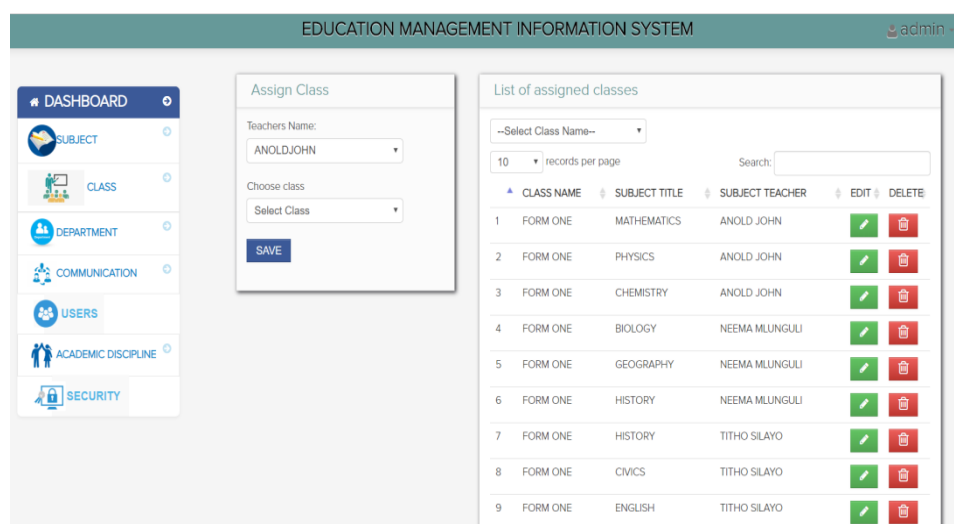 EDUCATION MANAGEMENT INFORMATION SYSTEM
admin
DASHBOARD
SUBJECT
CLASS
DEPARTMENT
COMMUNICATION
USERS
ACADEMIC DISCIPLINE
SECURITY
Assign Class
Teachers Name:
ANOLDJOHN
Choose class
Select Class
SAVE
List of assigned classes
--Select Class Name--
10 records per page Search:
CLASS NAME SUBJECT TITLE SUBJECT TEACHER EDIT DELETE
1 FORM ONE MATHEMATICS ANOLD JOHN
2 FORM ONE PHYSICS ANOLD JOHN
3 FORM ONE CHEMISTRY ANOLD JOHN
4 FORM ONE BIOLOGY NEEMA MLUNGULI
5 FORM ONE GEOGRAPHY NEEMA MLUNGULI
6 FORM ONE HISTORY NEEMA MLUNGULI
7 FORM ONE HISTORY TITHO SILAYO
8 FORM ONE CIVICS TITHO SILAYO
9 FORM ONE ENGLISH TITHO SILAYO